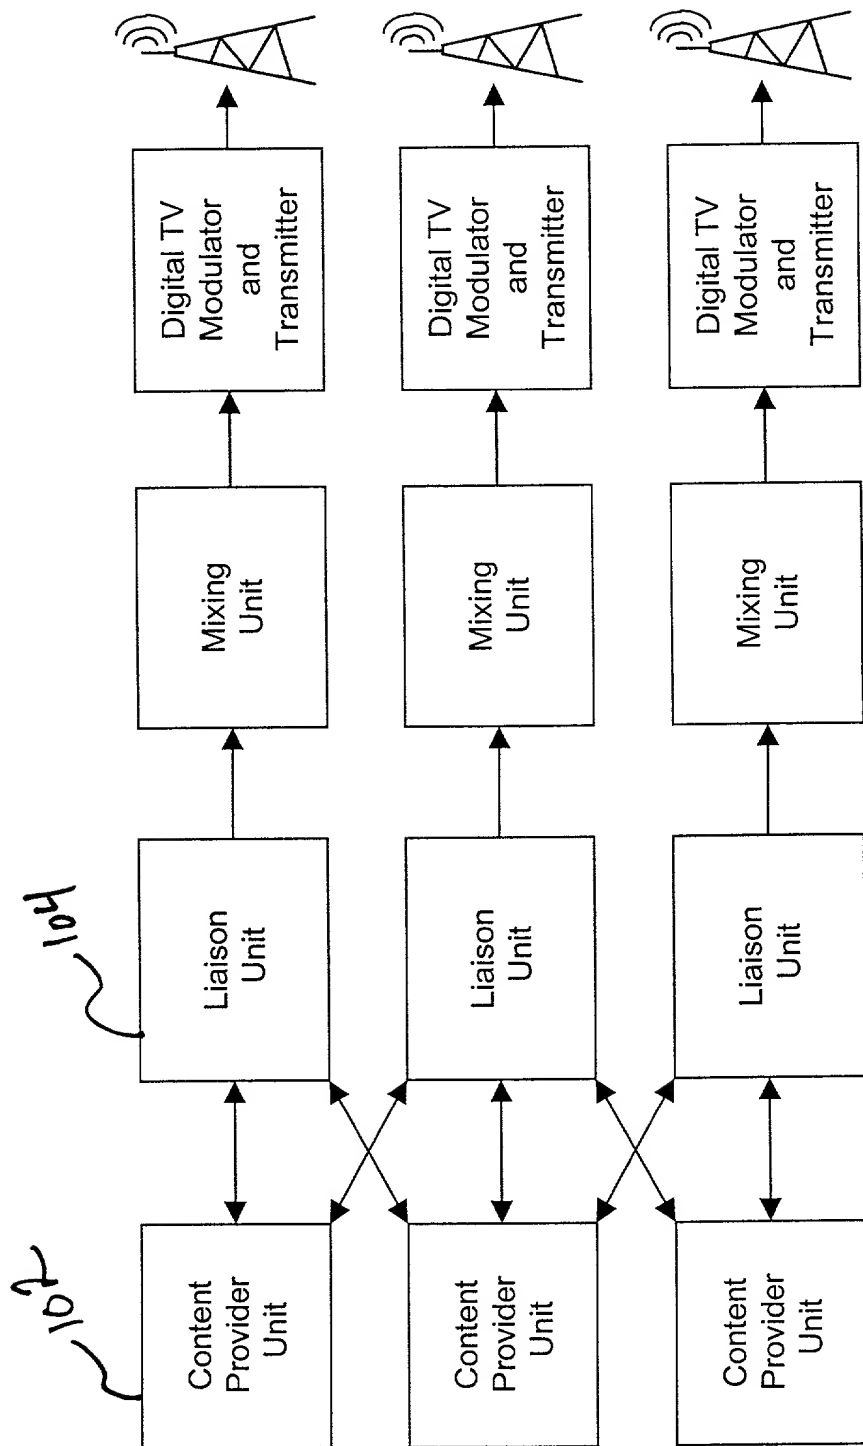 102
104
Content
Provider
Unit
Liaison
Unit
Mixing
Unit
Digital TV
Modulator
and
Transmitter
Content
Provider
Unit
Liaison
Unit
Mixing
Unit
Digital TV
Modulator
and
Transmitter
Content
Provider
Unit
Liaison
Unit
Mixing
Unit
Digital TV
Modulator
and
Transmitter